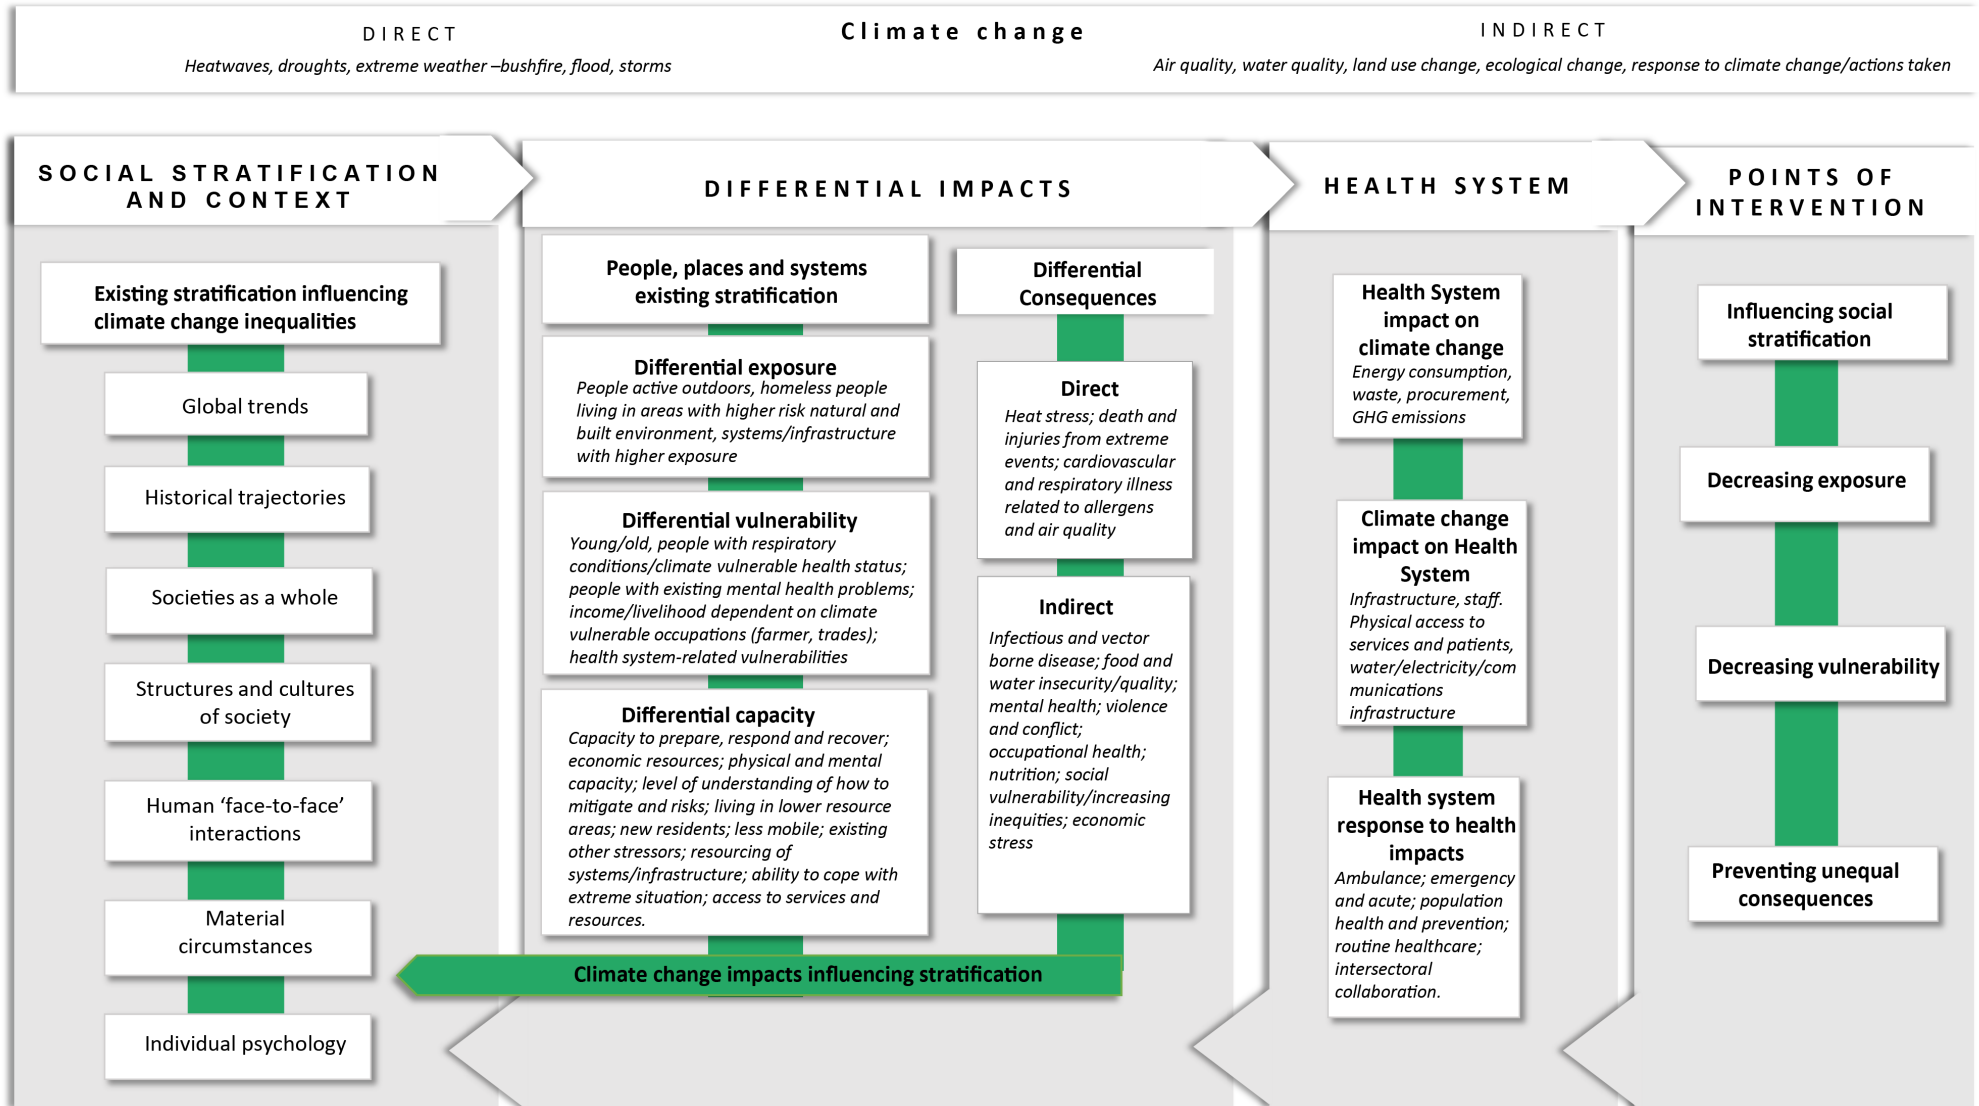 DIRECT
Climate change
INDIRECT
Heatwaves, droughts, extreme weather –bushfire, flood, storms
Air quality, water quality, land use change, ecological change, response to climate change/actions taken
SOCIAL STRATIFICATION
AND CONTEXT
Existing stratification influencing
climate change inequalities
Global trends
Historical trajectories
Societies as a whole
Structures and cultures
of society
Human ‘face-to-face’
interactions
Material
circumstances
Individual psychology
DIFFERENTIAL IMPACTS
People, places and systems
existing stratification
Differential exposure
People active outdoors, homeless people
living in areas with higher risk natural and
built environment, systems/infrastructure
with higher exposure
Differential vulnerability
Young/old, people with respiratory
conditions/climate vulnerable health status;
people with existing mental health problems;
income/livelihood dependent on climate
vulnerable occupations (farmer, trades);
health system-related vulnerabilities
Differential capacity
Capacity to prepare, respond and recover;
economic resources; physical and mental
capacity; level of understanding of how to
mitigate and risks; living in lower resource
areas; new residents; less mobile; existing
other stressors; resourcing of
systems/infrastructure; ability to cope with
extreme situation; access to services and
resources.
Differential
Consequences
Direct
Heat stress; death and
injuries from extreme
events; cardiovascular
and respiratory illness
related to allergens
and air quality
Indirect
Infectious and vector
borne disease; food and
water insecurity/quality;
mental health; violence
and conflict;
occupational health;
nutrition; social
vulnerability/increasing
inequities; economic
stress
Climate change impacts influencing stratification
HEALTH SYSTEM
Health System
impact on
climate change
Energy consumption,
waste, procurement,
GHG emissions
Climate change
impact on Health
System
Infrastructure, staff.
Physical access to
services and patients,
water/electricity/com
munications
infrastructure
Health system
response to health
impacts
Ambulance; emergency
and acute; population
health and prevention;
routine healthcare;
intersectoral
collaboration.
POINTS OF
INTERVENTION
Influencing social
stratification
Decreasing exposure
Decreasing vulnerability
Preventing unequal
consequences